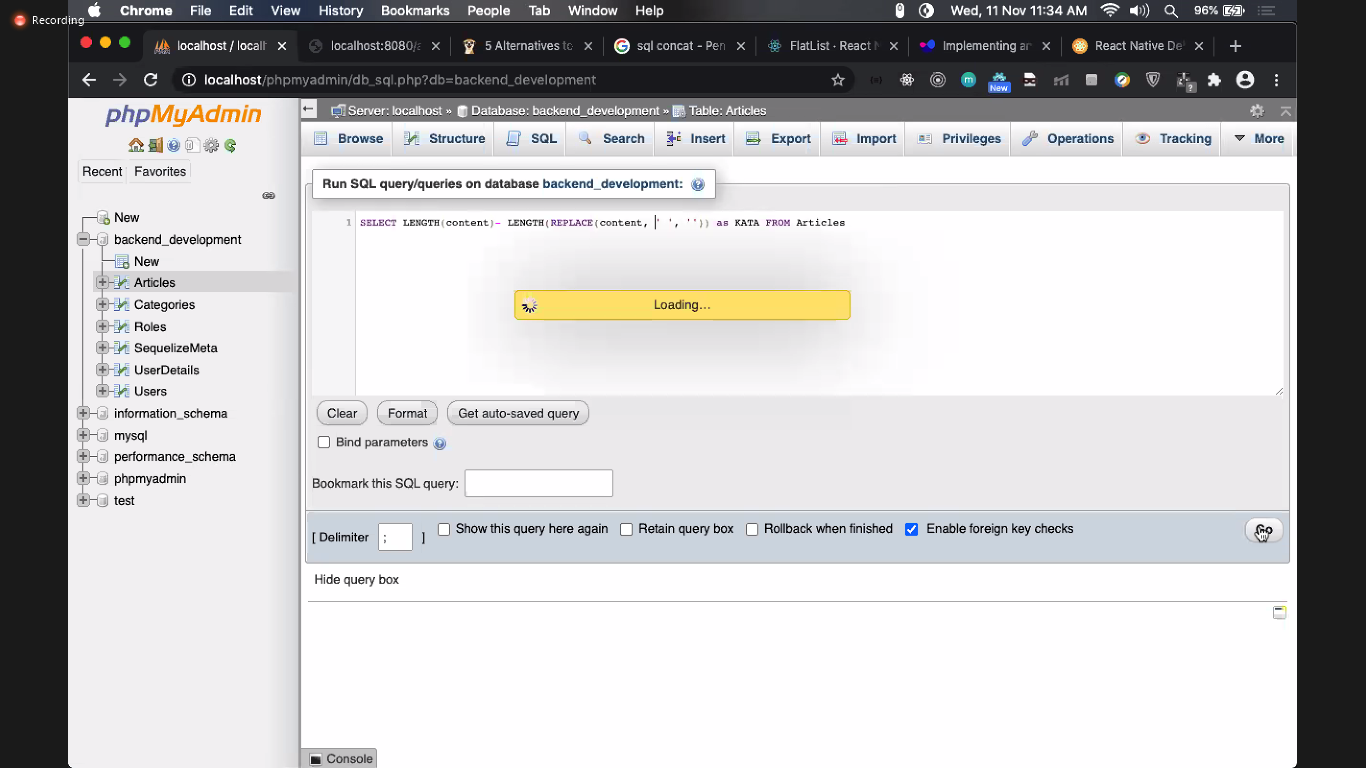 Recording
Chrome File Edit View History Bookmarks People Tab Window Help Wed, 11 Nov 11:34 AM 96%
localhost / localh localhost:8080/a 5 Alternatives to sql concat - Pen FlatList · React N Implementing an React Native De
localhost/phpmyadmin/db_sql.php?db=backend_development
New
phpMyAdmin
Server: localhost » Database: backend_development » Table: Articles
Browse Structure SQL Search Insert Export Import Privileges Operations Tracking More
Recent Favorites
Run SQL query/queries on database backend_development:
New
backend_development
New
Articles
Categories
Roles
SequelizeMeta
UserDetails
Users
information_schema
mysql
performance_schema
phpmyadmin
test
1 SELECT LENGTH(content)- LENGTH(REPLACE(content, ' ', '')) as KATA FROM Articles
Loading…
Clear Format Get auto-saved query
Bind parameters
Bookmark this SQL query:
[ Delimiter ; ] Show this query here again Retain query box Rollback when finished Enable foreign key checks Go
Hide query box
Console